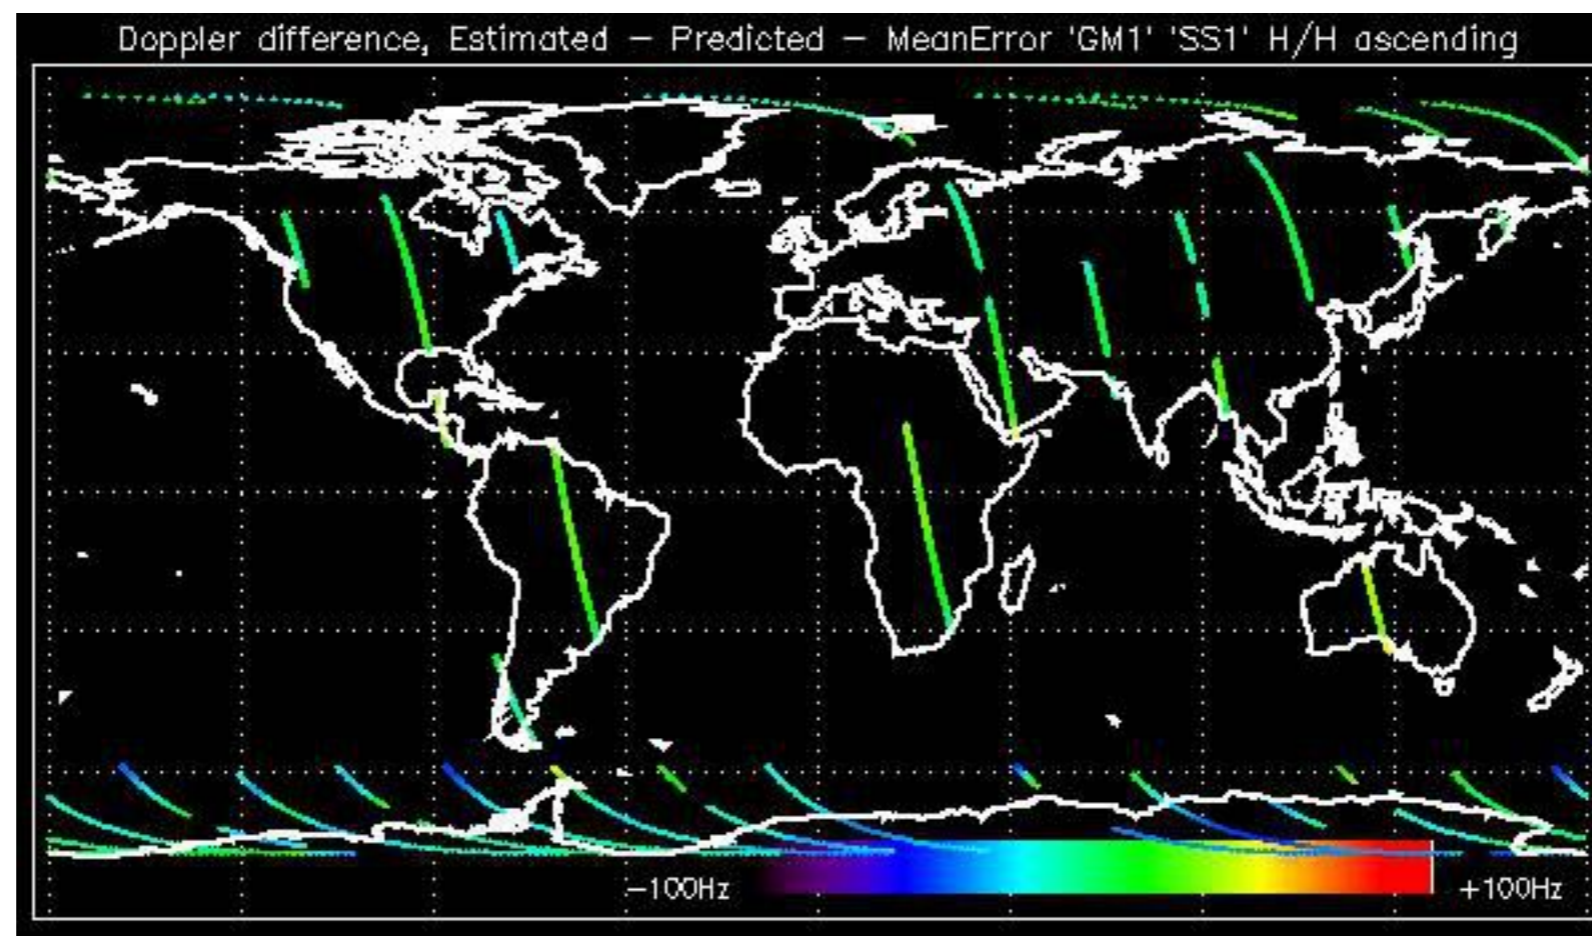 Doppler difference, Estimated — Predicted — MeanError 'GM1' 'SS1' H/H ascending
—100Hz
+100Hz